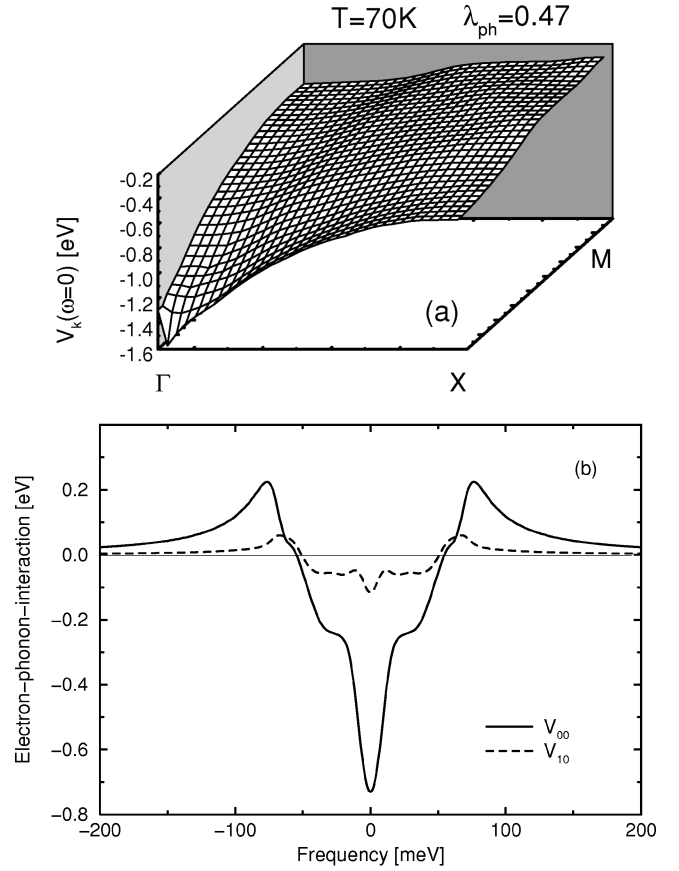 T=70K λph=0.47
-0.2
-0.4
-0.6
-0.8
-1.0
-1.2
-1.4
-1.6
Vk(ω=0) [eV]
(a)
M
Γ X
(b)
0.2
0.0
−0.2
−0.4
−0.6
−0.8
Electron−phonon−interaction [eV]
V00
V10
−200 −100 0 100 200
Frequency [meV]